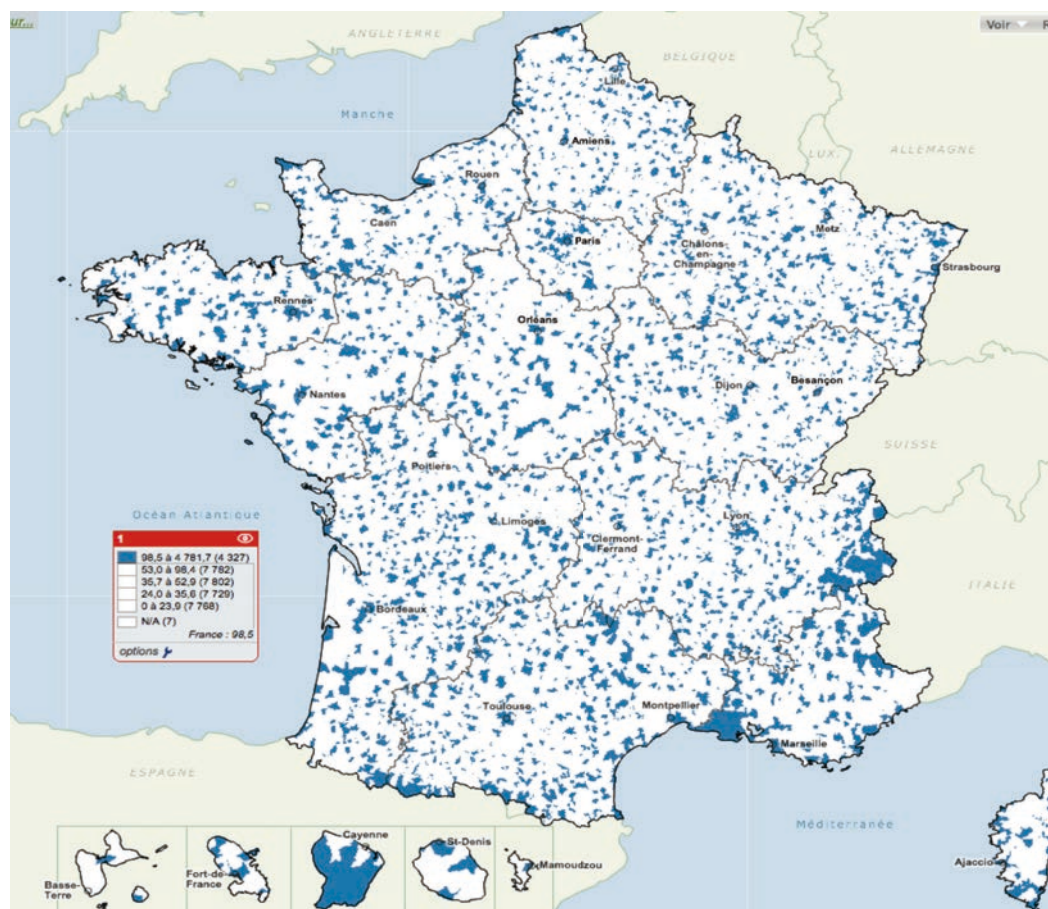 ur...
Voir
R
ANGLETERRE
BELGIQUE
Lille
Manche
Amiens
LUX.
ALLEMAGNE
Rouen
Caen
Metz
Paris
Châlons-
en-
Champagne
Strasbourg
Rennes
Orléans
Dijon
Besançon
Nantes
SUISSE
Poitiers
Océan Atlantique
Limoges
Lyon
Clermont-
Ferrand
1
98,5 à 4 781,7 (4 327)
53,0 à 98,4 (7 782)
35,7 à 52,9 (7 802)
24,0 à 35,6 (7 729)
0 à 23,9 (7 768)
N/A (7)
France : 98,5
options
ITALIE
Bordeaux
Toulouse
Montpellier
Marseille
ESPAGNE
Méditerranée
Cayenne
St-Denis
Mamoudzou
Fort-de-
France
Basse-
Terre
Ajaccio